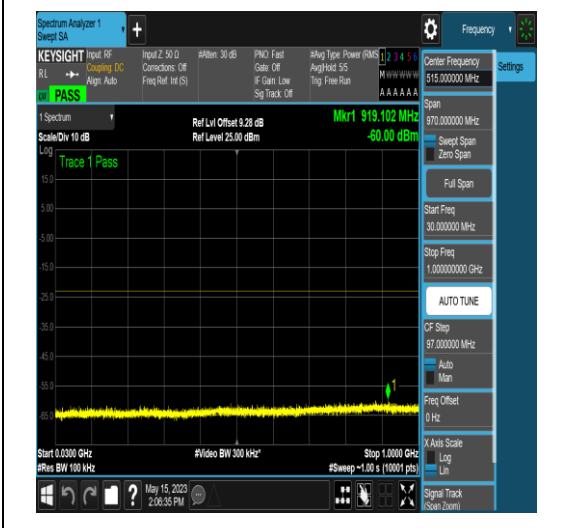 Spectrum Analyzer 1
Swept SA
+
Frequency
KEYSIGHT
RL
PASS
Input: RF
Coupling: DC
Align: Auto
Input Z: 50 Ω
Corrections: Off
Freq Ref: Int (S)
#Atten: 30 dB
PNO: Fast
Gate: Off
IF Gain: Low
Sig Track: Off
#Avg Type: Power (RMS
Avg|Hold: 5/5
Trig: Free Run
1 2 3 4 5 6
M W W W W W
A A A A A A
1 Spectrum
Scale/Div 10 dB
Ref Lvl Offset 9.28 dB
Ref Level 25.00 dBm
Mkr1 919.102 MHz
-60.00 dBm
Log
Trace 1 Pass
15.0
5.00
-5.00
-15.0
-25.0
-35.0
-45.0
-55.0
-65.0
1
Start 0.0300 GHz
#Res BW 100 kHz
#Video BW 300 kHz*
Stop 1.0000 GHz
#Sweep ~1.00 s (10001 pts)
?
May 15, 2023
2:06:35 PM
Center Frequency
515.000000 MHz
Settings
Span
970.000000 MHz
Swept Span
Zero Span
Full Span
Start Freq
30.000000 MHz
Stop Freq
1.000000000 GHz
AUTO TUNE
CF Step
97.000000 MHz
Auto
Man
Freq Offset
0 Hz
X Axis Scale
Log
Lin
Signal Track
(Span Zoom)